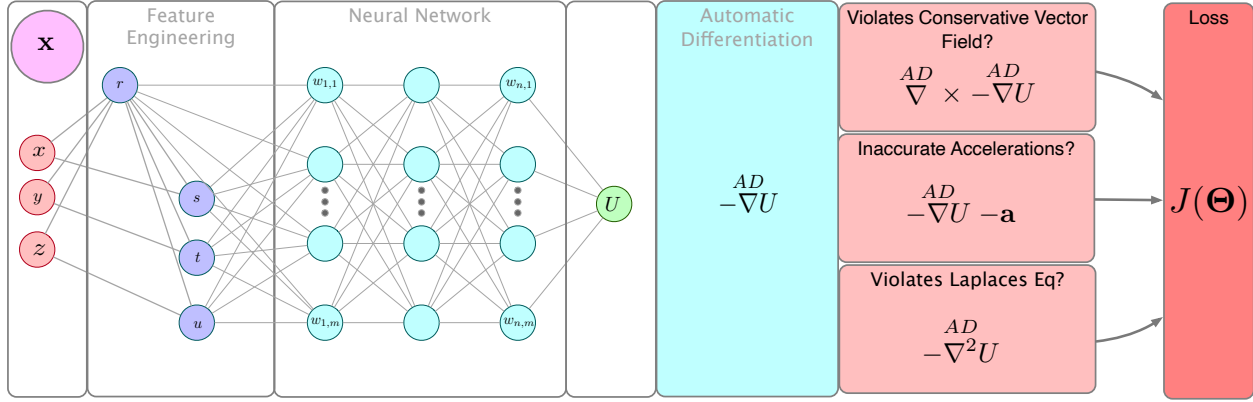 x
x
y
z
Feature
Engineering
r
s
t
u
Neural Network
w₁,₁
wₙ,₁
w₁,ₘ
wₙ,ₘ
U
Automatic
Differentiation
AD
−∇U
Violates Conservative Vector
Field?
AD AD
∇ × −∇U
Inaccurate Accelerations?
AD
−∇U −a
Violates Laplaces Eq?
AD
−∇²U
Loss
J(Θ)